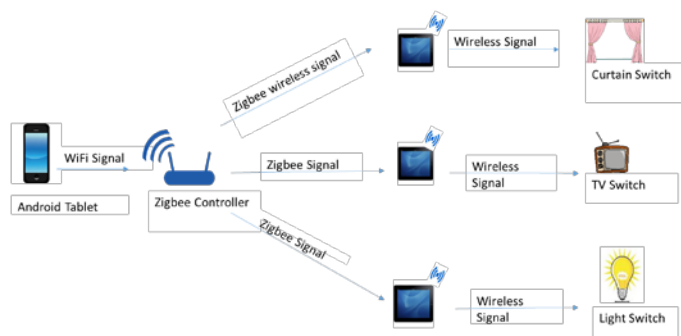 Zigbee wireless signal
Wireless Signal
Curtain Switch
WiFi Signal
Android Tablet
Zigbee Controller
Zigbee Signal
Wireless
Signal
TV Switch
Zigbee Signal
Wireless
Signal
Light Switch